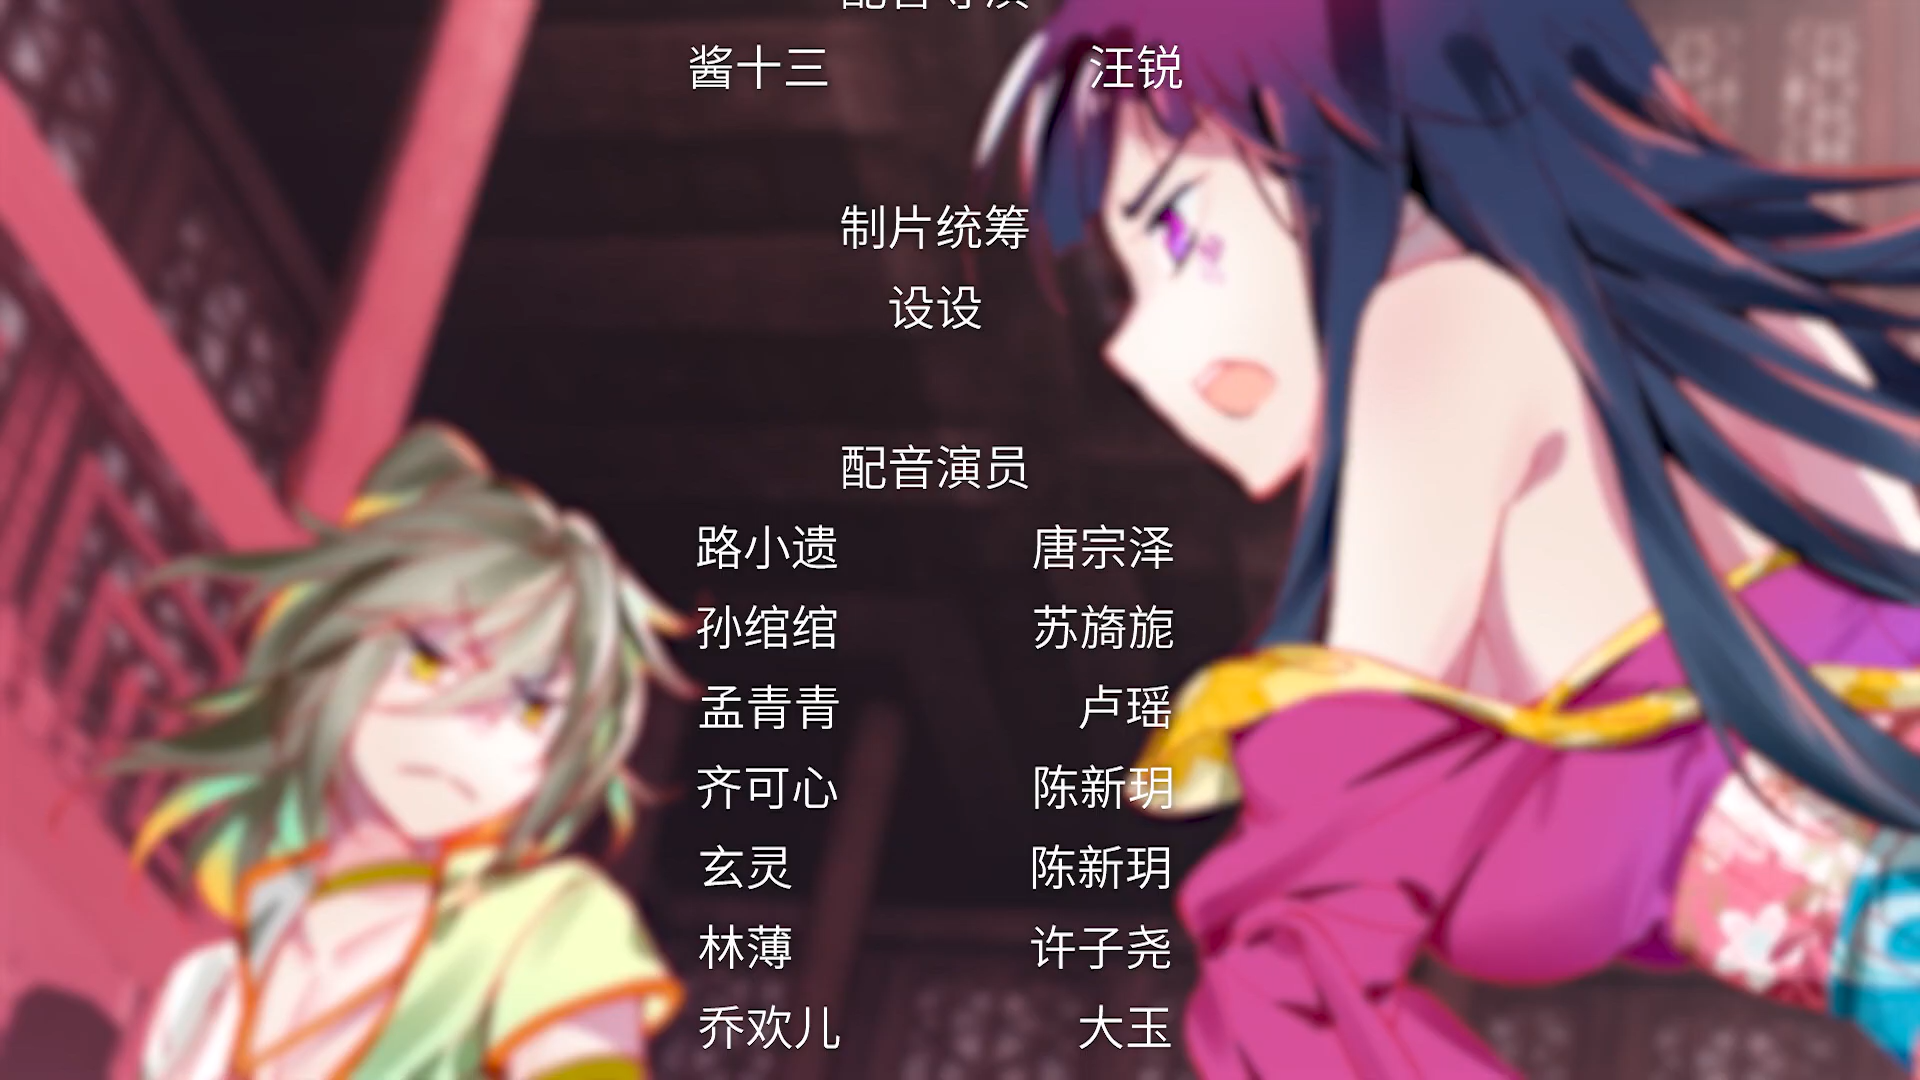 酱十三 汪锐
制片统筹
设设
配音演员
路小遗 唐宗泽
孙绾绾 苏旖旎
孟青青 卢瑶
齐可心 陈新玥
玄灵 陈新玥
林薄 许子尧
乔欢儿 大玉